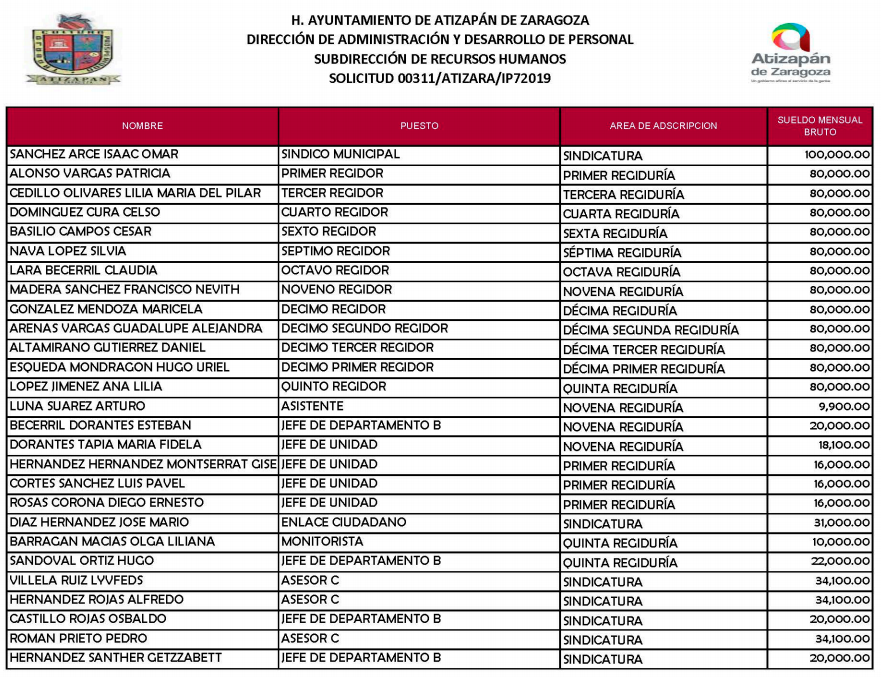 H. AYUNTAMIENTO DE ATIZAPÁN DE ZARAGOZA
DIRECCIÓN DE ADMINISTRACIÓN Y DESARROLLO DE PERSONAL
SUBDIRECCIÓN DE RECURSOS HUMANOS
SOLICITUD 00311/ATIZARA/IP72019
ATIZAPAN
Atizapán
de Zaragoza
NOMBRE PUESTO AREA DE ADSCRIPCION SUELDO MENSUAL BRUTO
SANCHEZ ARCE ISAAC OMAR SINDICO MUNICIPAL SINDICATURA 100,000.00
ALONSO VARGAS PATRICIA PRIMER REGIDOR PRIMER REGIDURÍA 80,000.00
CEDILLO OLIVARES LILIA MARIA DEL PILAR TERCER REGIDOR TERCERA REGIDURÍA 80,000.00
DOMINGUEZ CURA CELSO CUARTO REGIDOR CUARTA REGIDURÍA 80,000.00
BASILIO CAMPOS CESAR SEXTO REGIDOR SEXTA REGIDURÍA 80,000.00
NAVA LOPEZ SILVIA SEPTIMO REGIDOR SÉPTIMA REGIDURÍA 80,000.00
LARA BECERRIL CLAUDIA OCTAVO REGIDOR OCTAVA REGIDURÍA 80,000.00
MADERA SANCHEZ FRANCISCO NEVITH NOVENO REGIDOR NOVENA REGIDURÍA 80,000.00
GONZALEZ MENDOZA MARICELA DECIMO REGIDOR DÉCIMA REGIDURÍA 80,000.00
ARENAS VARGAS GUADALUPE ALEJANDRA DECIMO SEGUNDO REGIDOR DÉCIMA SEGUNDA REGIDURÍA 80,000.00
ALTAMIRANO GUTIERREZ DANIEL DECIMO TERCER REGIDOR DÉCIMA TERCER REGIDURÍA 80,000.00
ESQUEDA MONDRAGON HUGO URIEL DECIMO PRIMER REGIDOR DÉCIMA PRIMER REGIDURÍA 80,000.00
LOPEZ JIMENEZ ANA LILIA QUINTO REGIDOR QUINTA REGIDURÍA 80,000.00
LUNA SUAREZ ARTURO ASISTENTE NOVENA REGIDURÍA 9,900.00
BECERRIL DORANTES ESTEBAN JEFE DE DEPARTAMENTO B NOVENA REGIDURÍA 20,000.00
DORANTES TAPIA MARIA FIDELA JEFE DE UNIDAD NOVENA REGIDURÍA 18,100.00
HERNANDEZ HERNANDEZ MONTSERRAT GISE JEFE DE UNIDAD PRIMER REGIDURÍA 16,000.00
CORTES SANCHEZ LUIS PAVEL JEFE DE UNIDAD PRIMER REGIDURÍA 16,000.00
ROSAS CORONA DIEGO ERNESTO JEFE DE UNIDAD PRIMER REGIDURÍA 16,000.00
DIAZ HERNANDEZ JOSE MARIO ENLACE CIUDADANO SINDICATURA 31,000.00
BARRAGAN MACIAS OLGA LILIANA MONITORISTA QUINTA REGIDURÍA 10,000.00
SANDOVAL ORTIZ HUGO JEFE DE DEPARTAMENTO B QUINTA REGIDURÍA 22,000.00
VILLELA RUIZ LYVFEDS ASESOR C SINDICATURA 34,100.00
HERNANDEZ ROJAS ALFREDO ASESOR C SINDICATURA 34,100.00
CASTILLO ROJAS OSBALDO JEFE DE DEPARTAMENTO B SINDICATURA 20,000.00
ROMAN PRIETO PEDRO ASESOR C SINDICATURA 34,100.00
HERNANDEZ SANTHER GETZZABETT JEFE DE DEPARTAMENTO B SINDICATURA 20,000.00